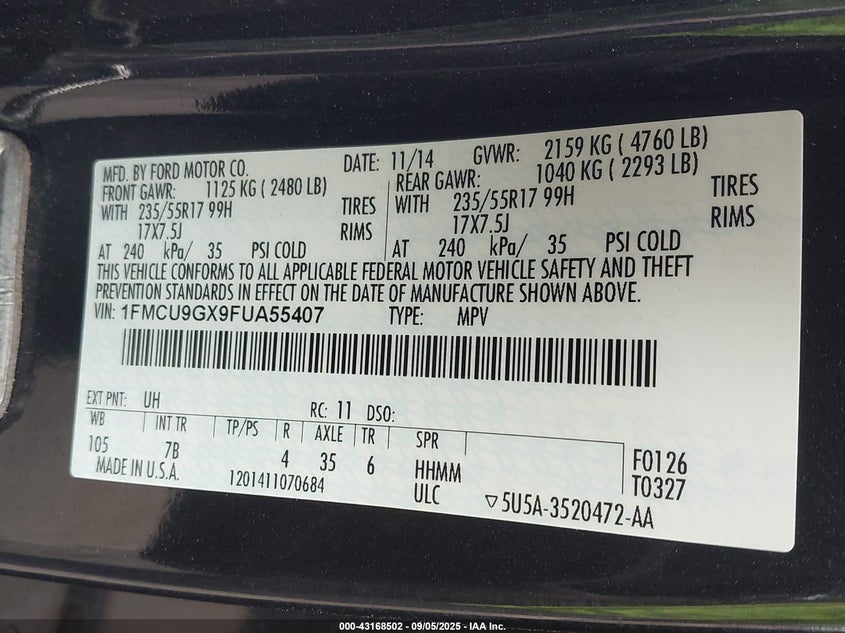 MFD. BY FORD MOTOR CO. DATE: 11/14 GVWR: 2159 KG ( 4760 LB)
FRONT GAWR: 1125 KG ( 2480 LB) REAR GAWR: 1040 KG ( 2293 LB)
WITH 235/55R17 99H TIRES WITH 235/55R17 99H TIRES
17X7.5J RIMS 17X7.5J RIMS
AT 240 kPa/ 35 PSI COLD AT 240 kPa/ 35 PSI COLD
THIS VEHICLE CONFORMS TO ALL APPLICABLE FEDERAL MOTOR VEHICLE SAFETY AND THEFT
PREVENTION STANDARDS IN EFFECT ON THE DATE OF MANUFACTURE SHOWN ABOVE.
VIN: 1FMCU9GX9FUA55407 TYPE: MPV
EXT PNT: UH RC: 11 DSO:
WB INT TR TP/PS R AXLE TR SPR
105 7B 4 35 6 HHMM F0126
MADE IN U.S.A. 1201411070684 ULC T0327
▽5U5A-3520472-AA
000-43168502 - 09/05/2025 - IAA Inc.